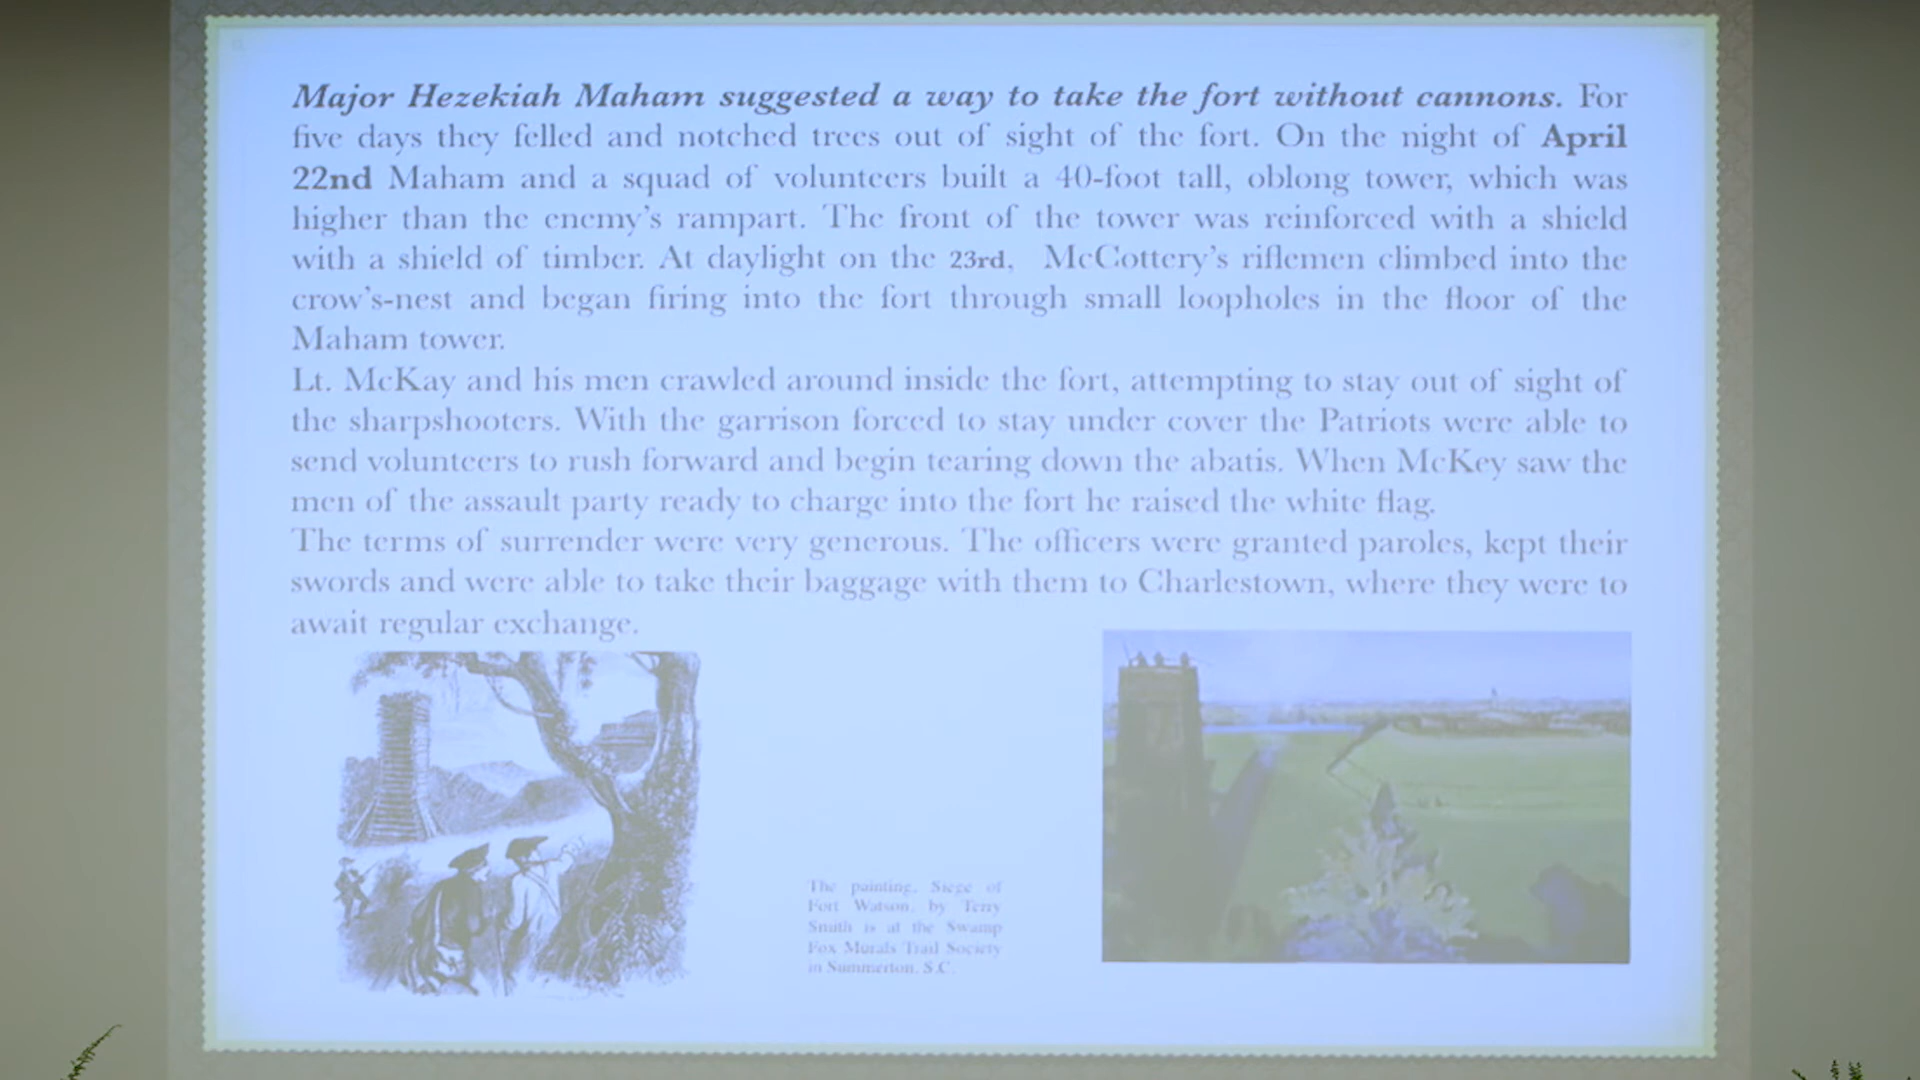 Major Hezekiah Maham suggested a way to take the fort without cannons. For
five days they felled and notched trees out of sight of the fort. On the night of April
22nd Maham and a squad of volunteers built a 40-foot tall, oblong tower, which was
higher than the enemy's rampart. The front of the tower was reinforced with a shield
with a shield of timber. At daylight on the 23rd, McCottery's riflemen climbed into the
crow's-nest and began firing into the fort through small loopholes in the floor of the
Maham tower.
Lt. McKay and his men crawled around inside the fort, attempting to stay out of sight of
the sharpshooters. With the garrison forced to stay under cover the Patriots were able to
send volunteers to rush forward and begin tearing down the abatis. When McKey saw the
men of the assault party ready to charge into the fort he raised the white flag.
The terms of surrender were very generous. The officers were granted paroles, kept their
swords and were able to take their baggage with them to Charlestown, where they were to
await regular exchange.
The painting, Siege of
Fort Watson, by Terry
Smith is at the Swamp
Fox Murals Trail Society
in Summerton, S.C.